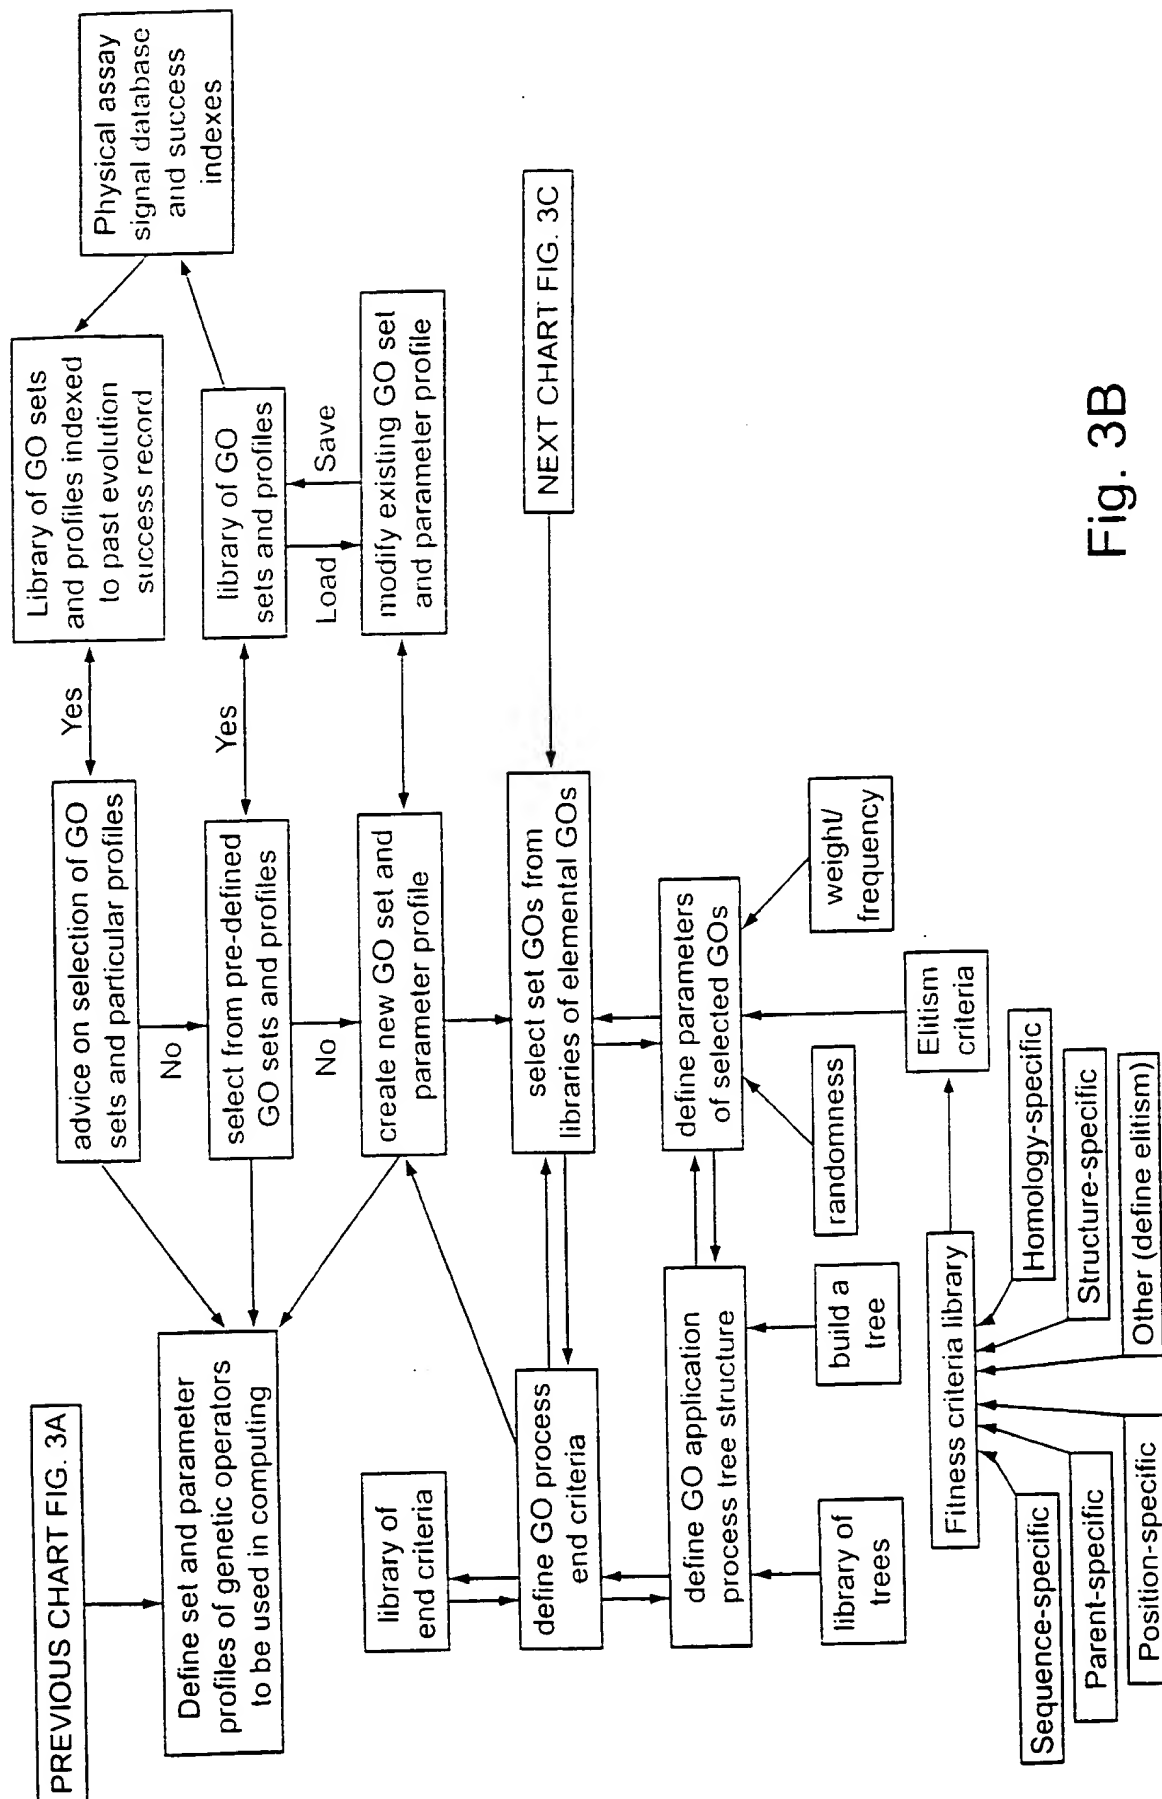 PREVIOUS CHART FIG. 3A
Define set and parameter
profiles of genetic operators
to be used in computing
advice on selection of GO
sets and particular profiles
Yes
Library of GO sets
and profiles indexed
to past evolution
success record
Physical assay
signal database
and success
indexes
No
select from pre-defined
GO sets and profiles
Yes
library of GO
sets and profiles
No
Load
Save
create new GO set and
parameter profile
modify existing GO set
and parameter profile
library of
end criteria
define GO process
end criteria
select set GOs from
libraries of elemental GOs
NEXT CHART FIG. 3C
define GO application
process tree structure
define parameters
of selected GOs
library of
trees
build a
tree
randomness
weight/
frequency
Fitness criteria library
Elitism
criteria
Sequence-specific
Homology-specific
Parent-specific
Structure-specific
Position-specific
Other (define elitism)
Fig. 3B